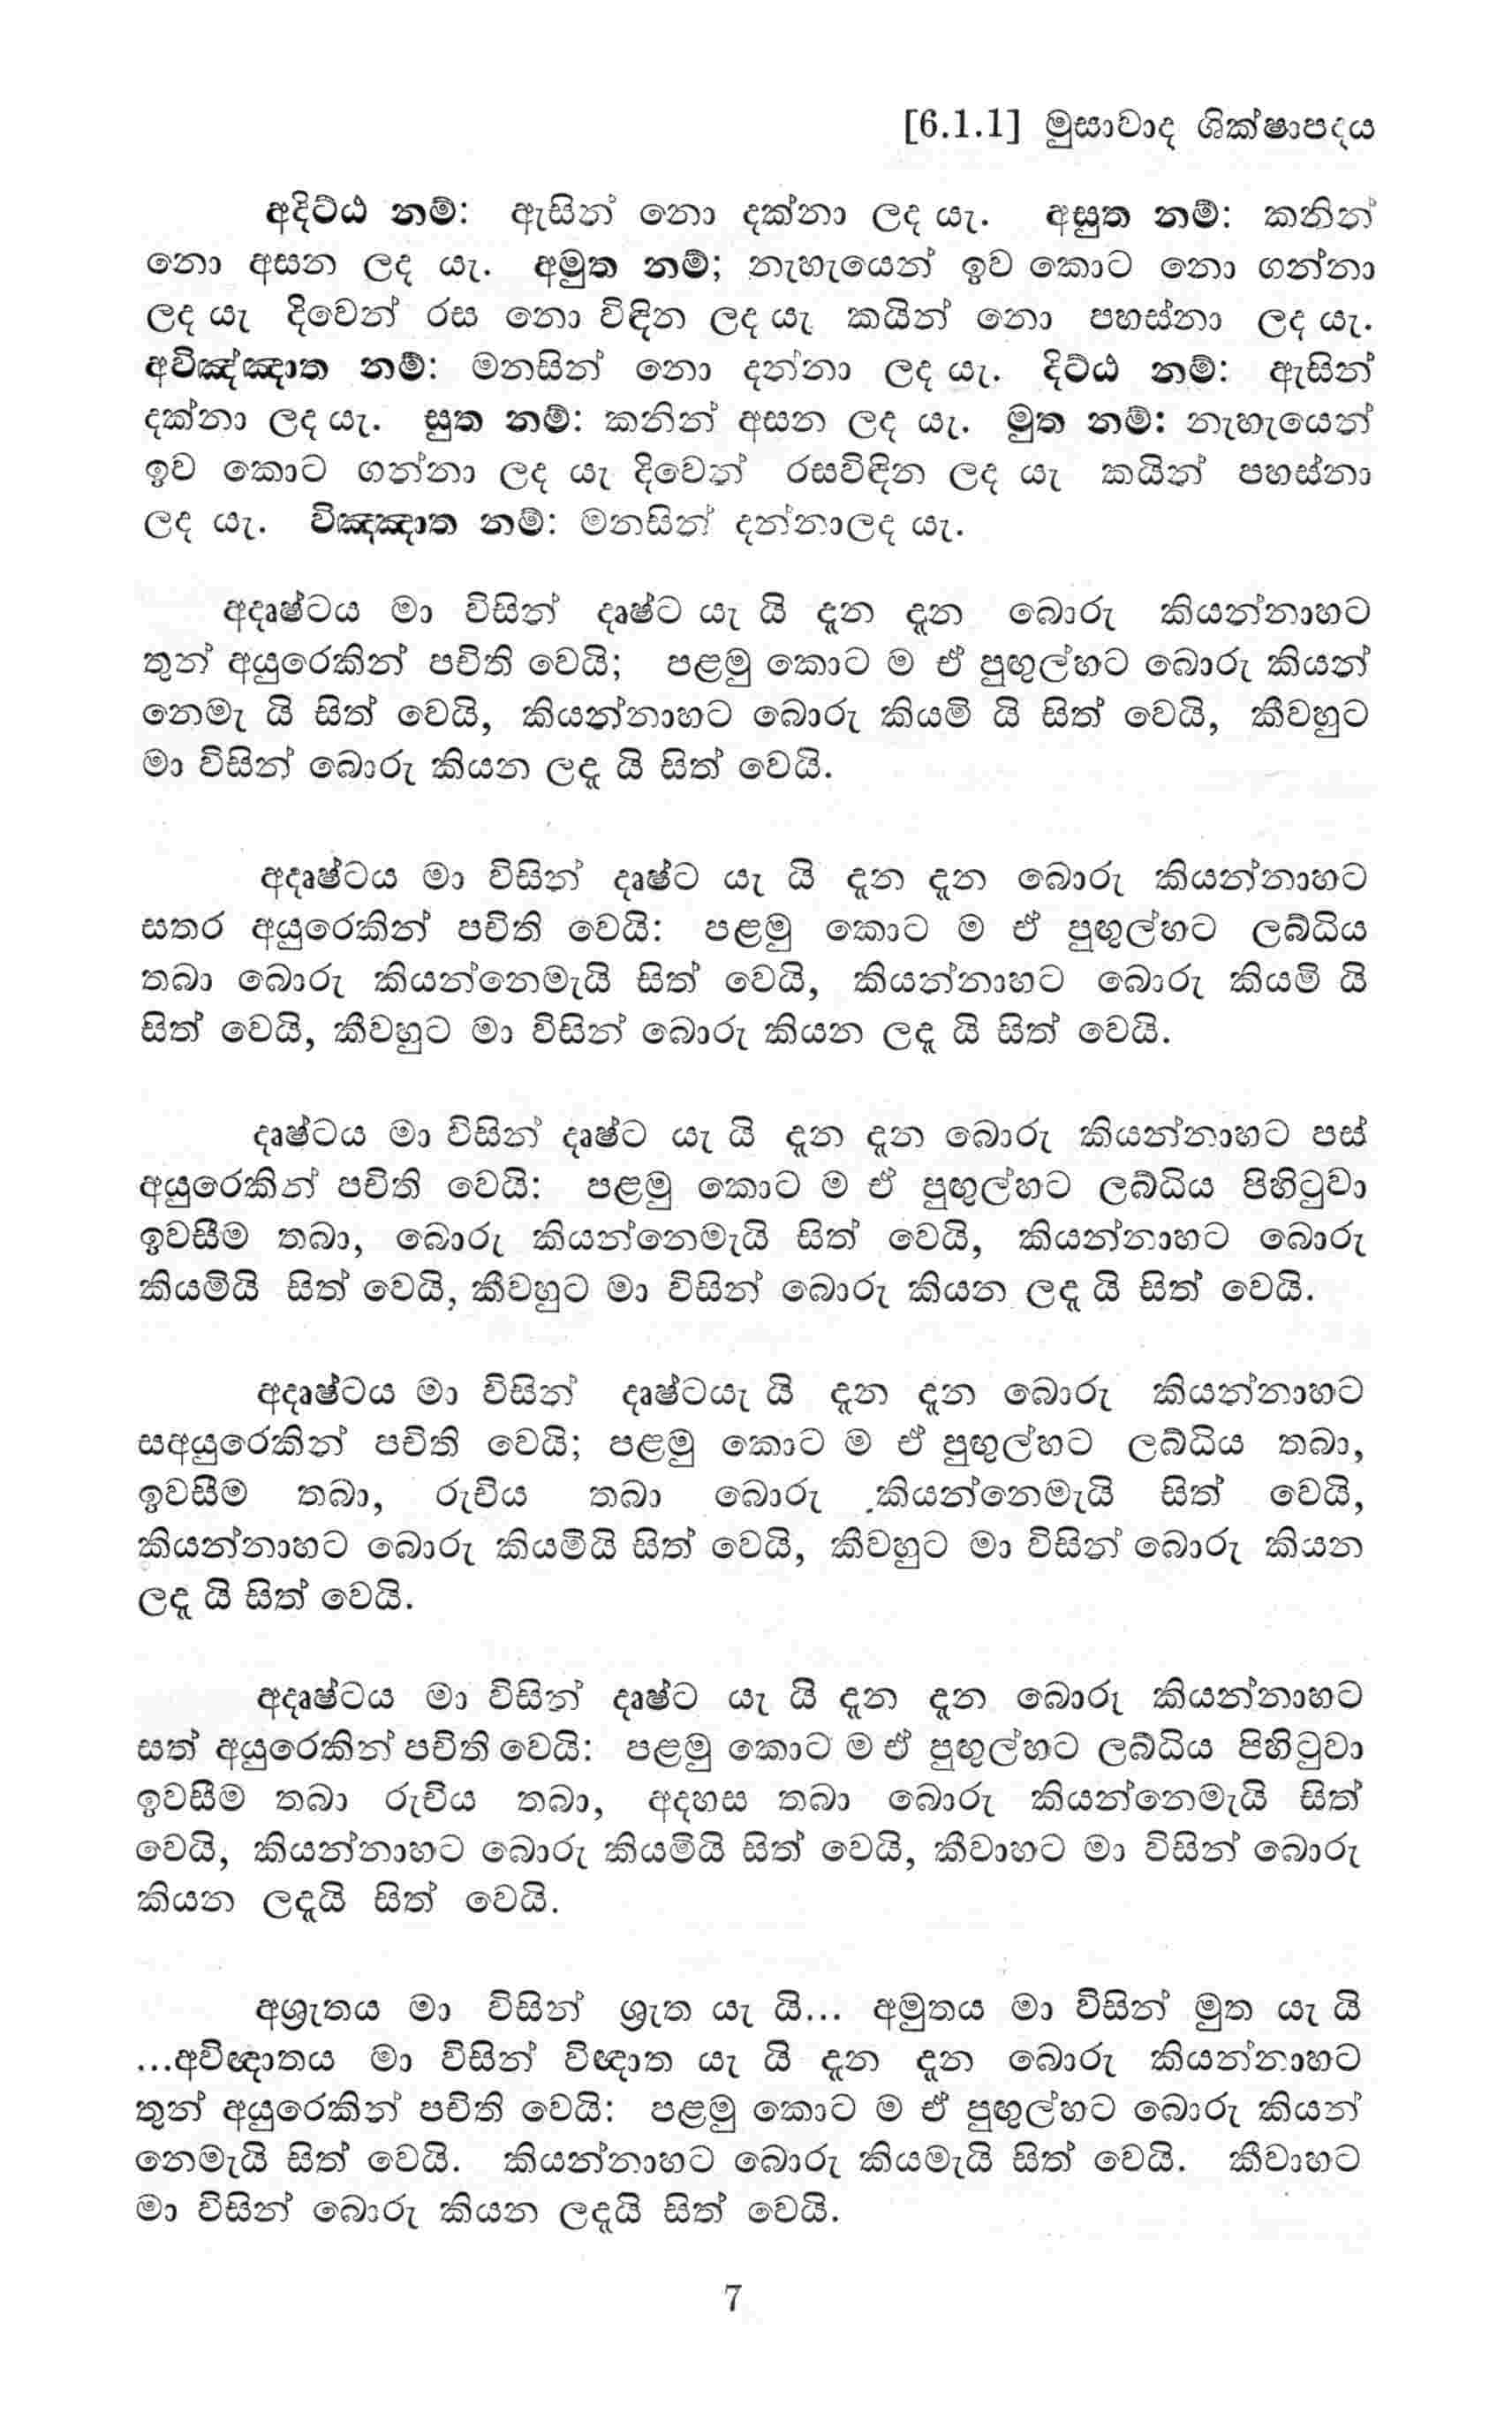 [6.1.1] මුසාවාද ශික්ෂාපදය
අදිට්ඨ නම්: ඇසින් නො දක්නා ලද යැ. අසුත නම්: කනින්
නො අසන ලද යැ. අමුත නම්; නැහැයෙන් ඉව කොට නො ගන්නා
ලද යැ දිවෙන් රස නො විඳින ලද යැ කයින් නො පහස්නා ලද යැ.
අවිඤ්ඤාත නම්: මනසින් නො දන්නා ලද යැ. දිට්ඨ නම්: ඇසින්
දක්නා ලද යැ. සුත නම්: කනින් අසන ලද යැ. මුත නම්: නැහැයෙන්
ඉව කොට ගන්නා ලද යැ දිවෙන් රසවිඳින ලද යැ කයින් පහස්නා
ලද යැ. විඤඤාත නම්: මනසින් දන්නාලද යැ.
අදෘෂ්ටය මා විසින් දෘෂ්ට යැ යි දැන දැන බොරු කියන්නාහට
තුන් අයුරෙකින් පචිති වෙයි; පළමු කොට ම ඒ පුඟුල්හට බොරු කියන්
නෙමැ යි සිත් වෙයි, කියන්නාහට බොරු කියමි යි සිත් වෙයි, කීවහුට
මා විසින් බොරු කියන ලදැ යි සිත් වෙයි.
අදෘෂ්ටය මා විසින් දෘෂ්ට යැ යි දැන දැන බොරු කියන්නාහට
සතර අයුරෙකින් පචිති වෙයි: පළමු කොට ම ඒ පුඟුල්හට ලබ්ධිය
තබා බොරු කියන්නෙමැයි සිත් වෙයි, කියන්නාහට බොරු කියමි යි
සිත් වෙයි, කීවහුට මා විසින් බොරු කියන ලදැ යි සිත් වෙයි.
දෘෂ්ටය මා විසින් දෘෂ්ට යැ යි දැන දැන බොරු කියන්නාහට පස්
අයුරෙකින් පචිති වෙයි: පළමු කොට ම ඒ පුඟුල්හට ලබ්ධිය පිහිටුවා
ඉවසීම තබා, බොරු කියන්නෙමැයි සිත් වෙයි, කියන්නාහට බොරු
කියමියි සිත් වෙයි, කීවහුට මා විසින් බොරු කියන ලදැ යි සිත් වෙයි.
අදෘෂ්ටය මා විසින් දෘෂ්ටයැ යි දැන දැන බොරු කියන්නාහට
සඅයුරෙකින් පචිති වෙයි; පළමු කොට ම ඒ පුඟුල්හට ලබ්ධිය තබා,
ඉවසීම තබා, රුචිය තබා බොරු කියන්නෙමැයි සිත් වෙයි,
කියන්නාහට බොරු කියමියි සිත් වෙයි, කීවහුට මා විසින් බොරු කියන
ලදැ යි සිත් වෙයි.
අදෘෂ්ටය මා විසින් දෘෂ්ට යැ යි දැන දැන බොරු කියන්නාහට
සත් අයුරෙකින් පචිති වෙයි: පළමු කොට ම ඒ පුඟුල්හට ලබ්ධිය පිහිටුවා
ඉවසීම තබා රුචිය තබා, අදහස තබා බොරු කියන්නෙමැයි සිත්
වෙයි, කියන්නාහට බොරු කියමියි සිත් වෙයි, කීවාහට මා විසින් බොරු
කියන ලදැයි සිත් වෙයි.
අශ්‍රැතය මා විසින් ශ්‍රැත යැ යි... අමුතය මා විසින් මුත යැ යි
...අවිඥාතය මා විසින් විඥාත යැ යි දැන දැන බොරු කියන්නාහට
තුන් අයුරෙකින් පචිති වෙයි: පළමු කොට ම ඒ පුඟුල්හට බොරු කියන්
නෙමැයි සිත් වෙයි. කියන්නාහට බොරු කියමැයි සිත් වෙයි. කීවාහට
මා විසින් බොරු කියන ලදැයි සිත් වෙයි.
7